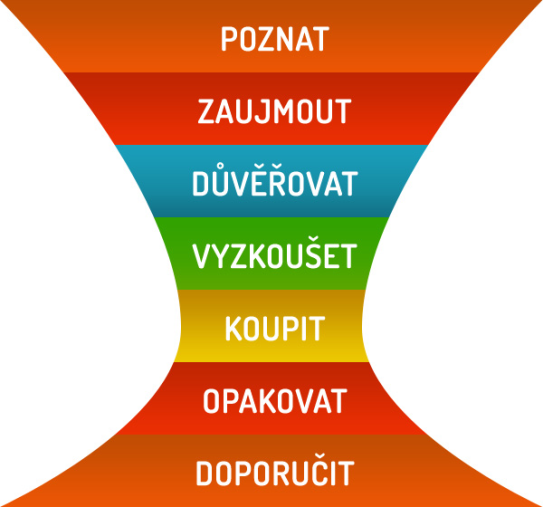 POZNAT
ZAUJMOUT
DŮVĚŘOVAT
VYZKOUŠET
KOUPIT
OPAKOVAT
DOPORUČIT